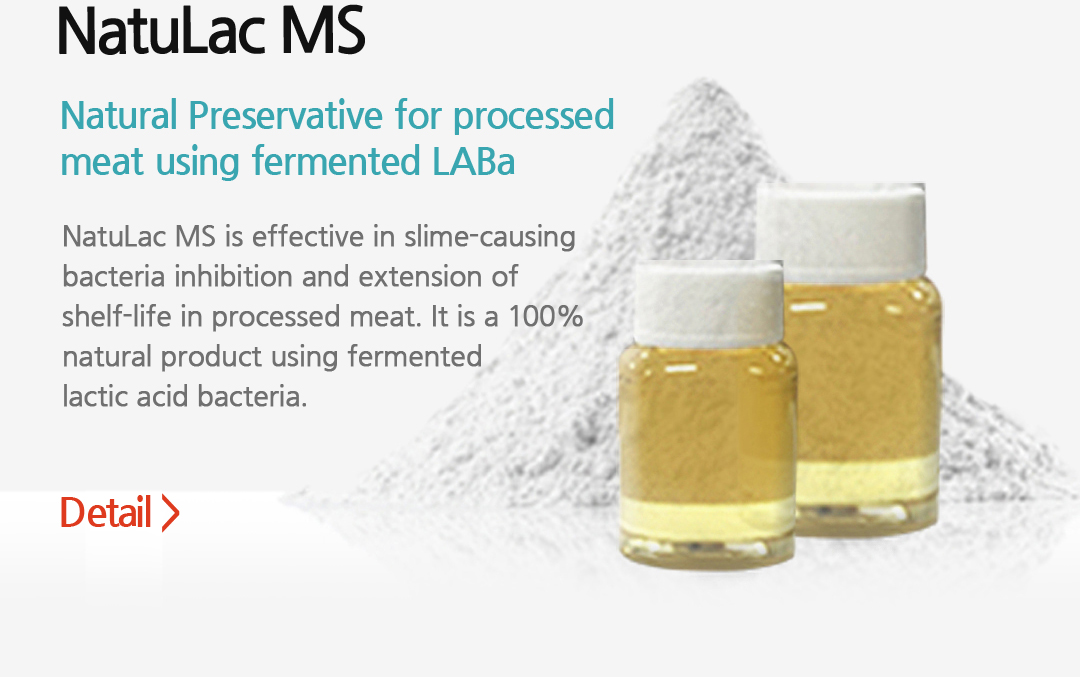 NatuLac MS
Natural Preservative for processed
meat using fermented LABa
NatuLac MS is effective in slime-causing
bacteria inhibition and extension of
shelf-life in processed meat. It is a 100%
natural product using fermented
lactic acid bacteria.
Detail >